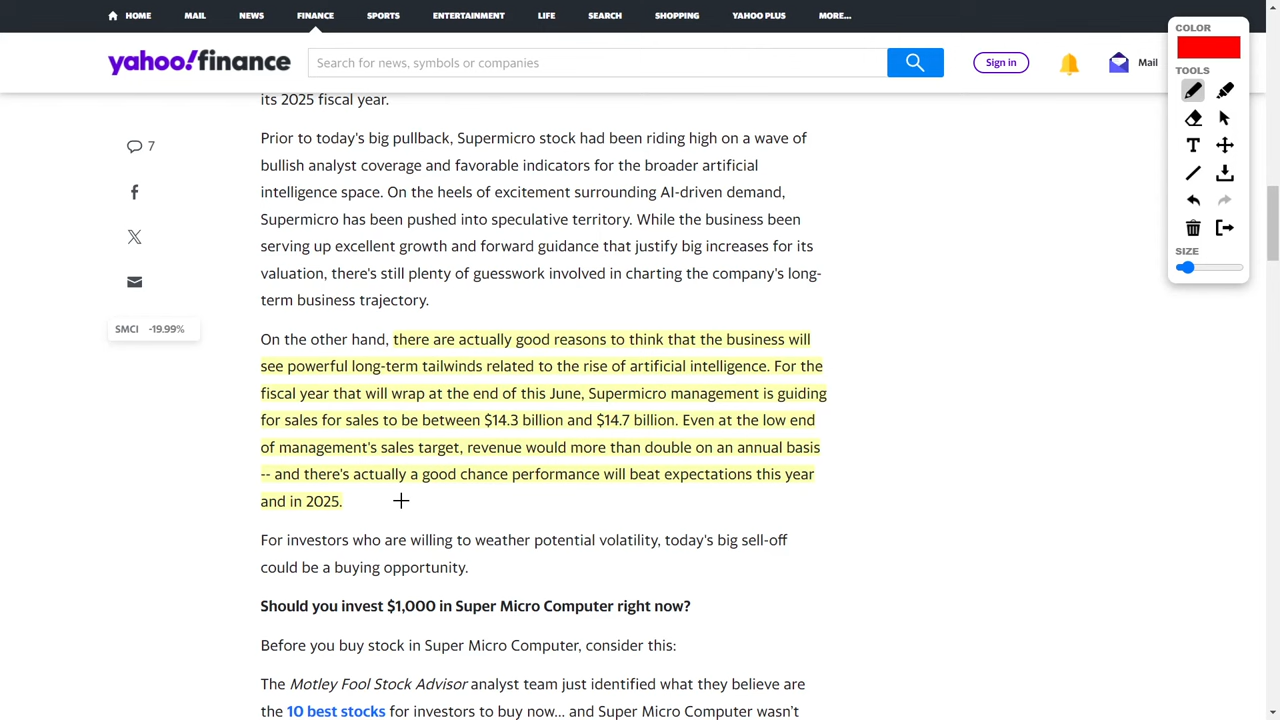 HOME MAIL NEWS FINANCE SPORTS ENTERTAINMENT LIFE SEARCH SHOPPING YAHOO PLUS MORE...
yahoo!finance
Search for news, symbols or companies
Sign in
Mail
COLOR
TOOLS
T
SIZE
its 2025 fiscal year.
7
Prior to today's big pullback, Supermicro stock had been riding high on a wave of
bullish analyst coverage and favorable indicators for the broader artificial
intelligence space. On the heels of excitement surrounding AI-driven demand,
Supermicro has been pushed into speculative territory. While the business been
serving up excellent growth and forward guidance that justify big increases for its
valuation, there's still plenty of guesswork involved in charting the company's long-
term business trajectory.
SMCI -19.99%
On the other hand, there are actually good reasons to think that the business will
see powerful long-term tailwinds related to the rise of artificial intelligence. For the
fiscal year that will wrap at the end of this June, Supermicro management is guiding
for sales for sales to be between $14.3 billion and $14.7 billion. Even at the low end
of management's sales target, revenue would more than double on an annual basis
-- and there's actually a good chance performance will beat expectations this year
and in 2025.
For investors who are willing to weather potential volatility, today's big sell-off
could be a buying opportunity.
Should you invest $1,000 in Super Micro Computer right now?
Before you buy stock in Super Micro Computer, consider this:
The Motley Fool Stock Advisor analyst team just identified what they believe are
the 10 best stocks for investors to buy now… and Super Micro Computer wasn't